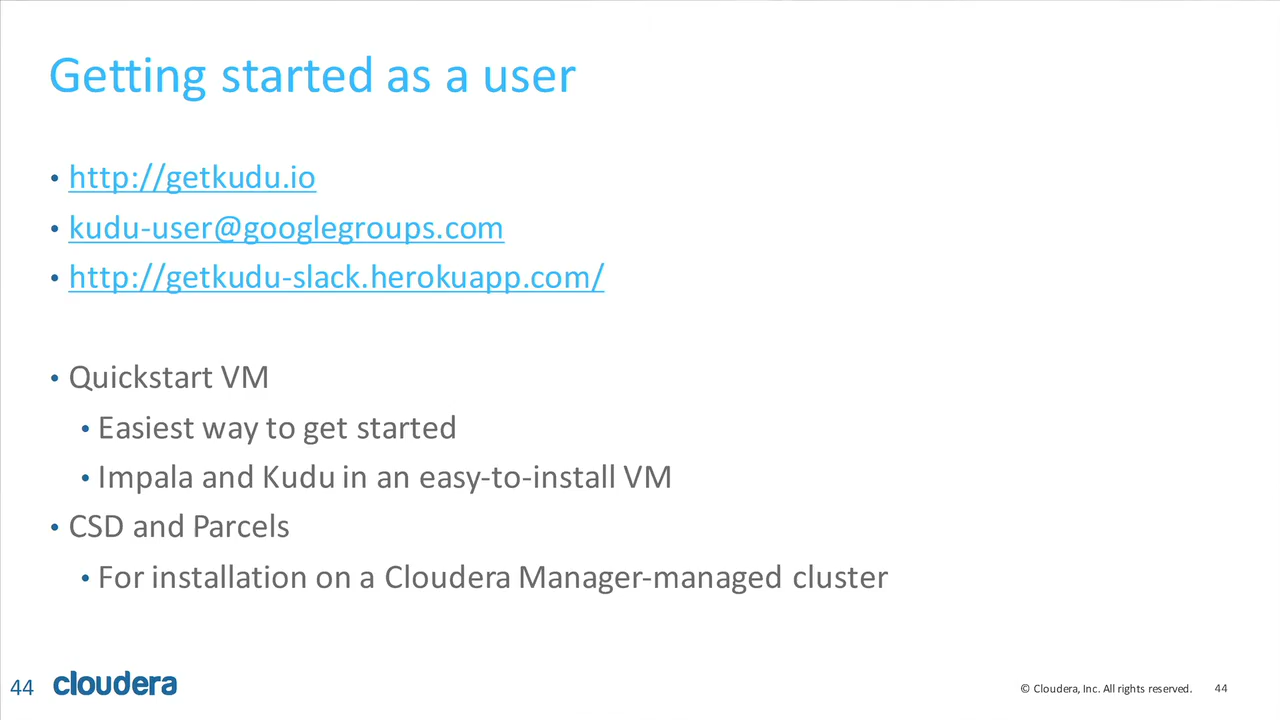 Getting started as a user
• http://getkudu.io
• kudu-user@googlegroups.com
• http://getkudu-slack.herokuapp.com/
• Quickstart VM
• Easiest way to get started
• Impala and Kudu in an easy-to-install VM
• CSD and Parcels
• For installation on a Cloudera Manager-managed cluster
44 cloudera © Cloudera, Inc. All rights reserved. 44